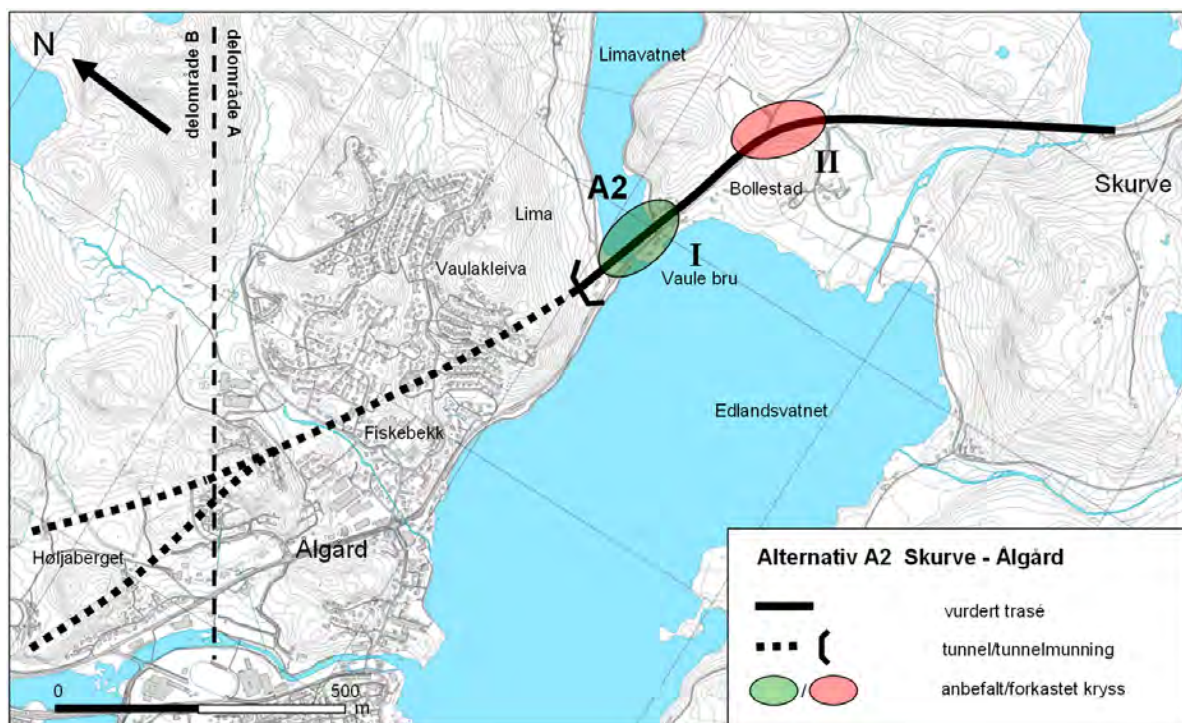 N
delområde B
delområde A
Limavatnet
A2
II
Bollestad
Skurve
Lima
Vaulakleiva
I
Vaule bru
Edlandsvatnet
Fiskebekk
Høljaberget
Ålgård
0
500
m
Alternativ A2 Skurve - Ålgård
vurdert trasé
tunnel/tunnelmunning
/
anbefalt/forkastet kryss